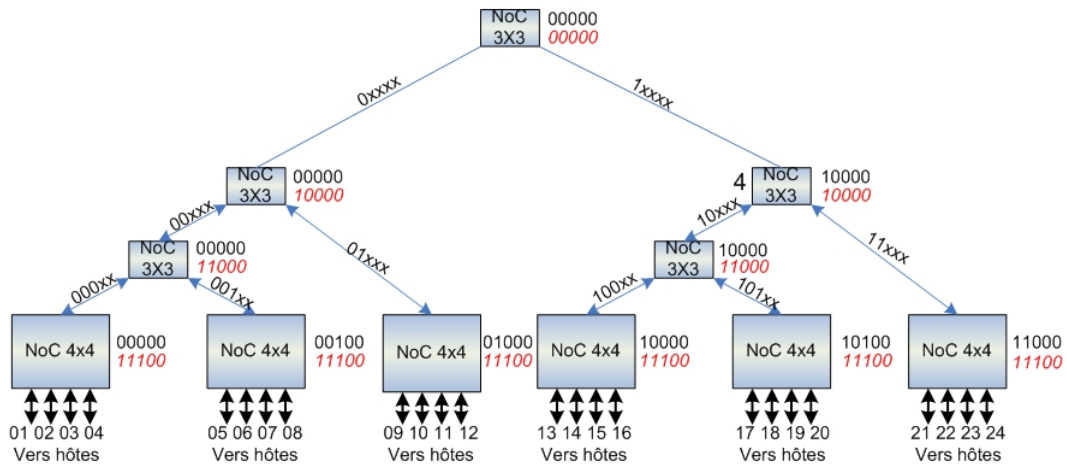 NoC
3X3
00000
00000
0xxxx
1xxxx
NoC
3X3
00000
10000
4
NoC
3X3
10000
10000
00xxx
01xxx
10xxx
11xxx
NoC
3X3
00000
11000
NoC
3X3
10000
11000
000xx
001xx
100xx
101xx
NoC 4x4
00000
11100
NoC 4x4
00100
11100
NoC 4x4
01000
11000
NoC 4x4
10000
11100
NoC 4x4
10100
11100
NoC 4x4
11000
11100
01 02 03 04
05 06 07 08
09 10 11 12
13 14 15 16
17 18 19 20
21 22 23 24
Vers hôtes
Vers hôtes
Vers hôtes
Vers hôtes
Vers hôtes
Vers hôtes